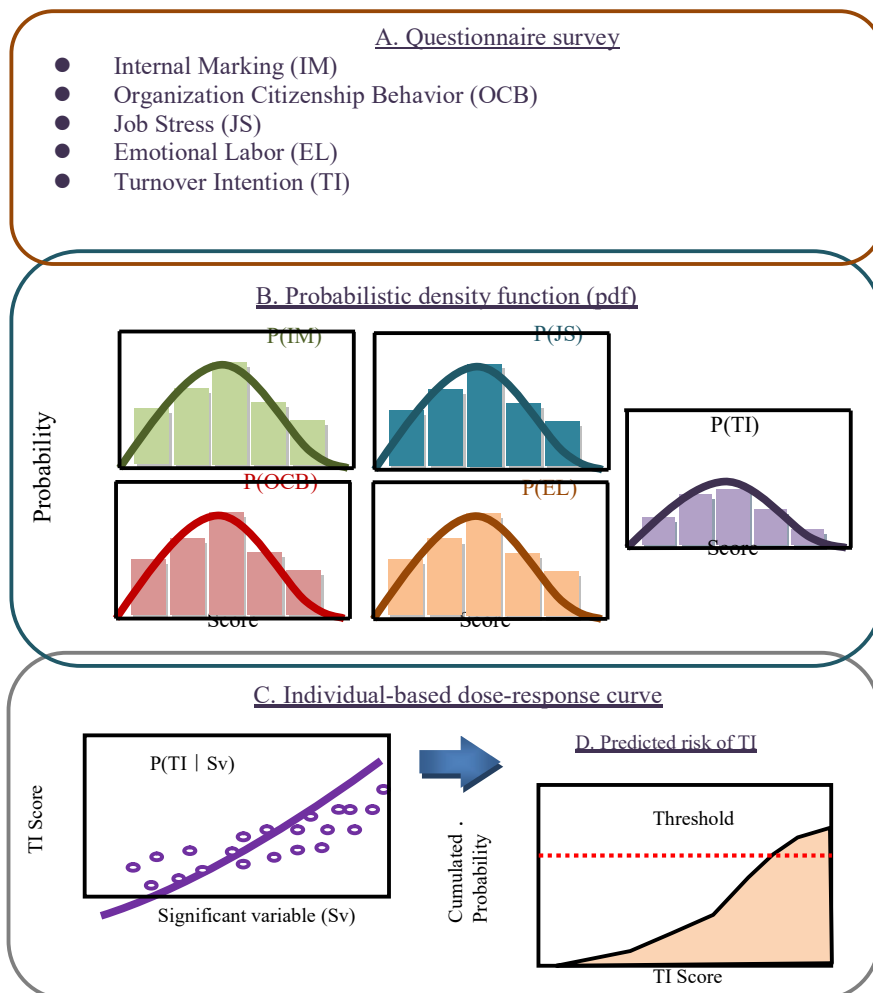 A. Questionnaire survey
● Internal Marking (IM)
● Organization Citizenship Behavior (OCB)
● Job Stress (JS)
● Emotional Labor (EL)
● Turnover Intention (TI)
B. Probabilistic density function (pdf)
Probability
P(IM)
P(JS)
P(OCB)
P(EL)
P(TI)
Score
Score
Score
C. Individual-based dose-response curve
P(TI | Sv)
TI Score
Significant variable (Sv)
D. Predicted risk of TI
Threshold
Cumulated .
Probability
TI Score